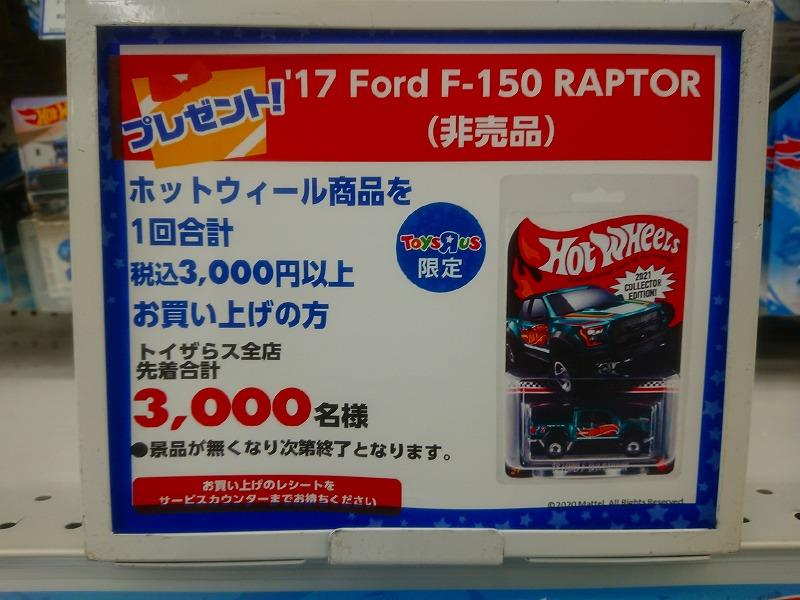 プレゼント!
'17 Ford F-150 RAPTOR
(非売品)
ホットウィール商品を
1回合計
税込3,000円以上
お買い上げの方
TOYSЯUS
限定
トイザらス全店
先着合計
3,000名様
●景品が無くなり次第終了となります。
お買い上げのレシートを
サービスカウンターまでお持ちください
HOT WHEELS
2021
COLLECTOR
EDITION!
©2020 Mattel. All Rights Reserved.